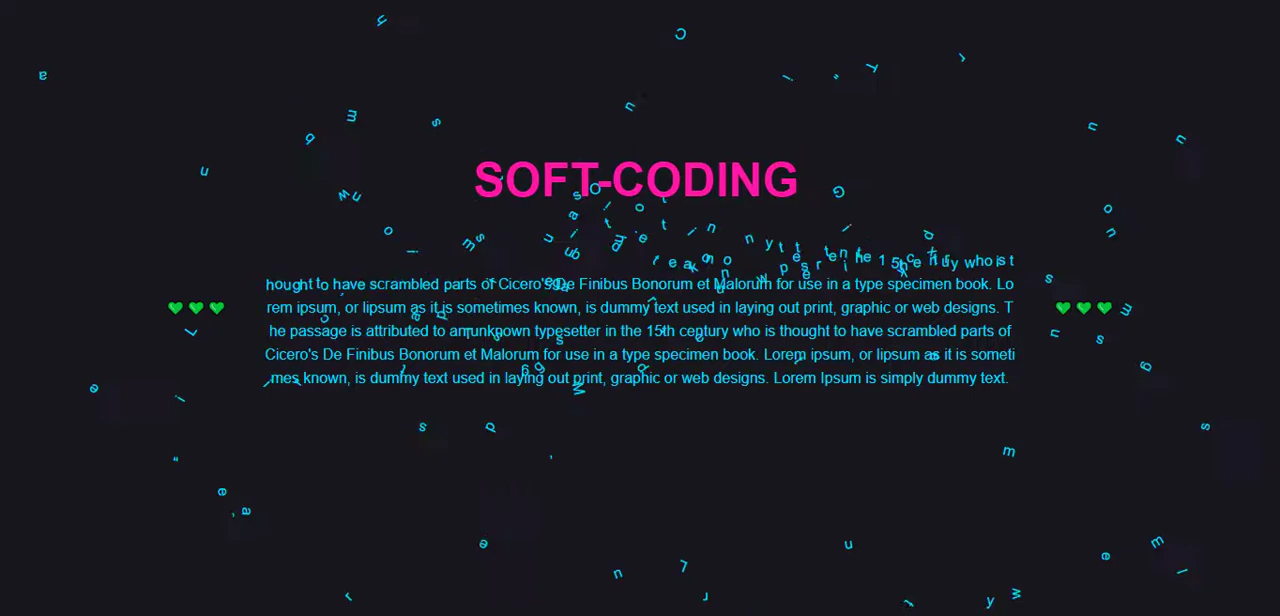 SOFT-CODING
hought to have scrambled parts of Cicero's De Finibus Bonorum et Malorum for use in a type specimen book. Lo
rem ipsum, or lipsum as it is sometimes known, is dummy text used in laying out print, graphic or web designs. T
he passage is attributed to an unknown typesetter in the 15th century who is thought to have scrambled parts of
Cicero's De Finibus Bonorum et Malorum for use in a type specimen book. Lorem ipsum, or lipsum as it is someti
mes known, is dummy text used in laying out print, graphic or web designs. Lorem Ipsum is simply dummy text.